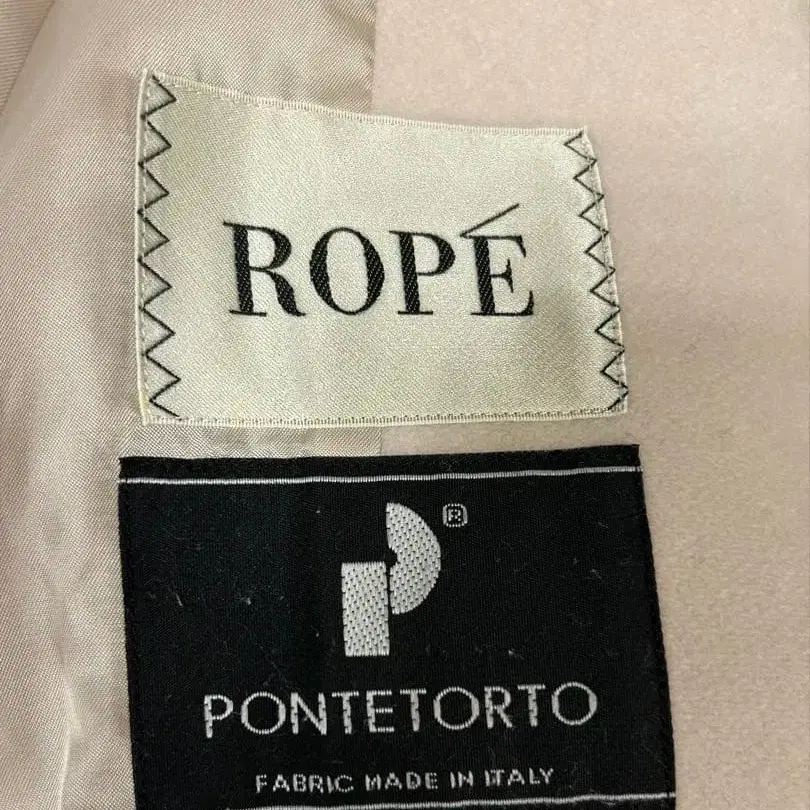 ROPÉ
®
PONTETORTO
FABRIC MADE IN ITALY